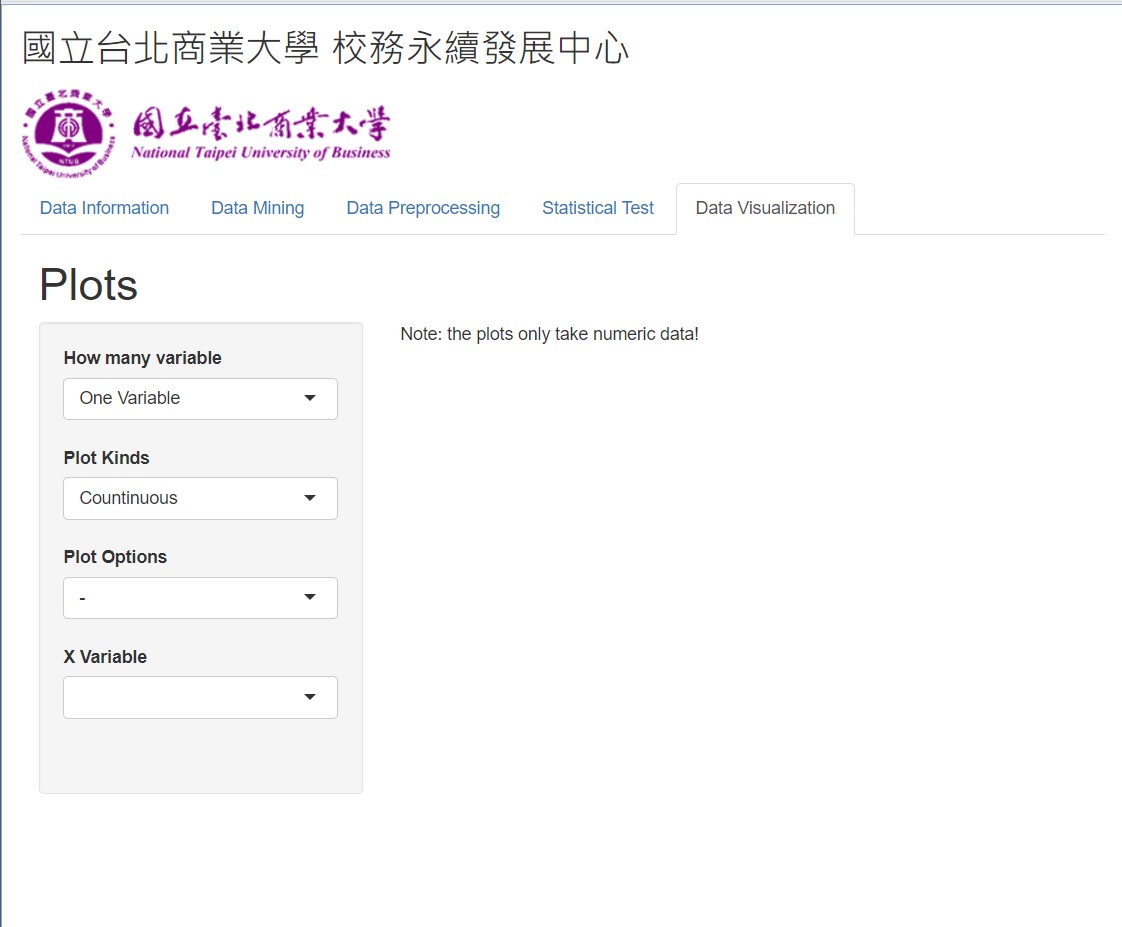 國立台北商業大學 校務永續發展中心
國立臺北商業大學
National Taipei University of Business
NTUB
Data Information
Data Mining
Data Preprocessing
Statistical Test
Data Visualization
Plots
How many variable
One Variable
Plot Kinds
Countinuous
Plot Options
-
X Variable
Note: the plots only take numeric data!